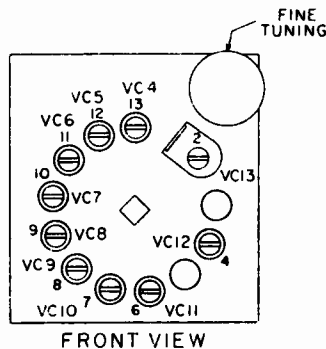 FINE
TUNING
VC4
VC5
13
VC6
12
2
11
VC13
10
VC7
9
VC8
VC12
4
VC9
8
7
6
VC10
VC11
FRONT VIEW